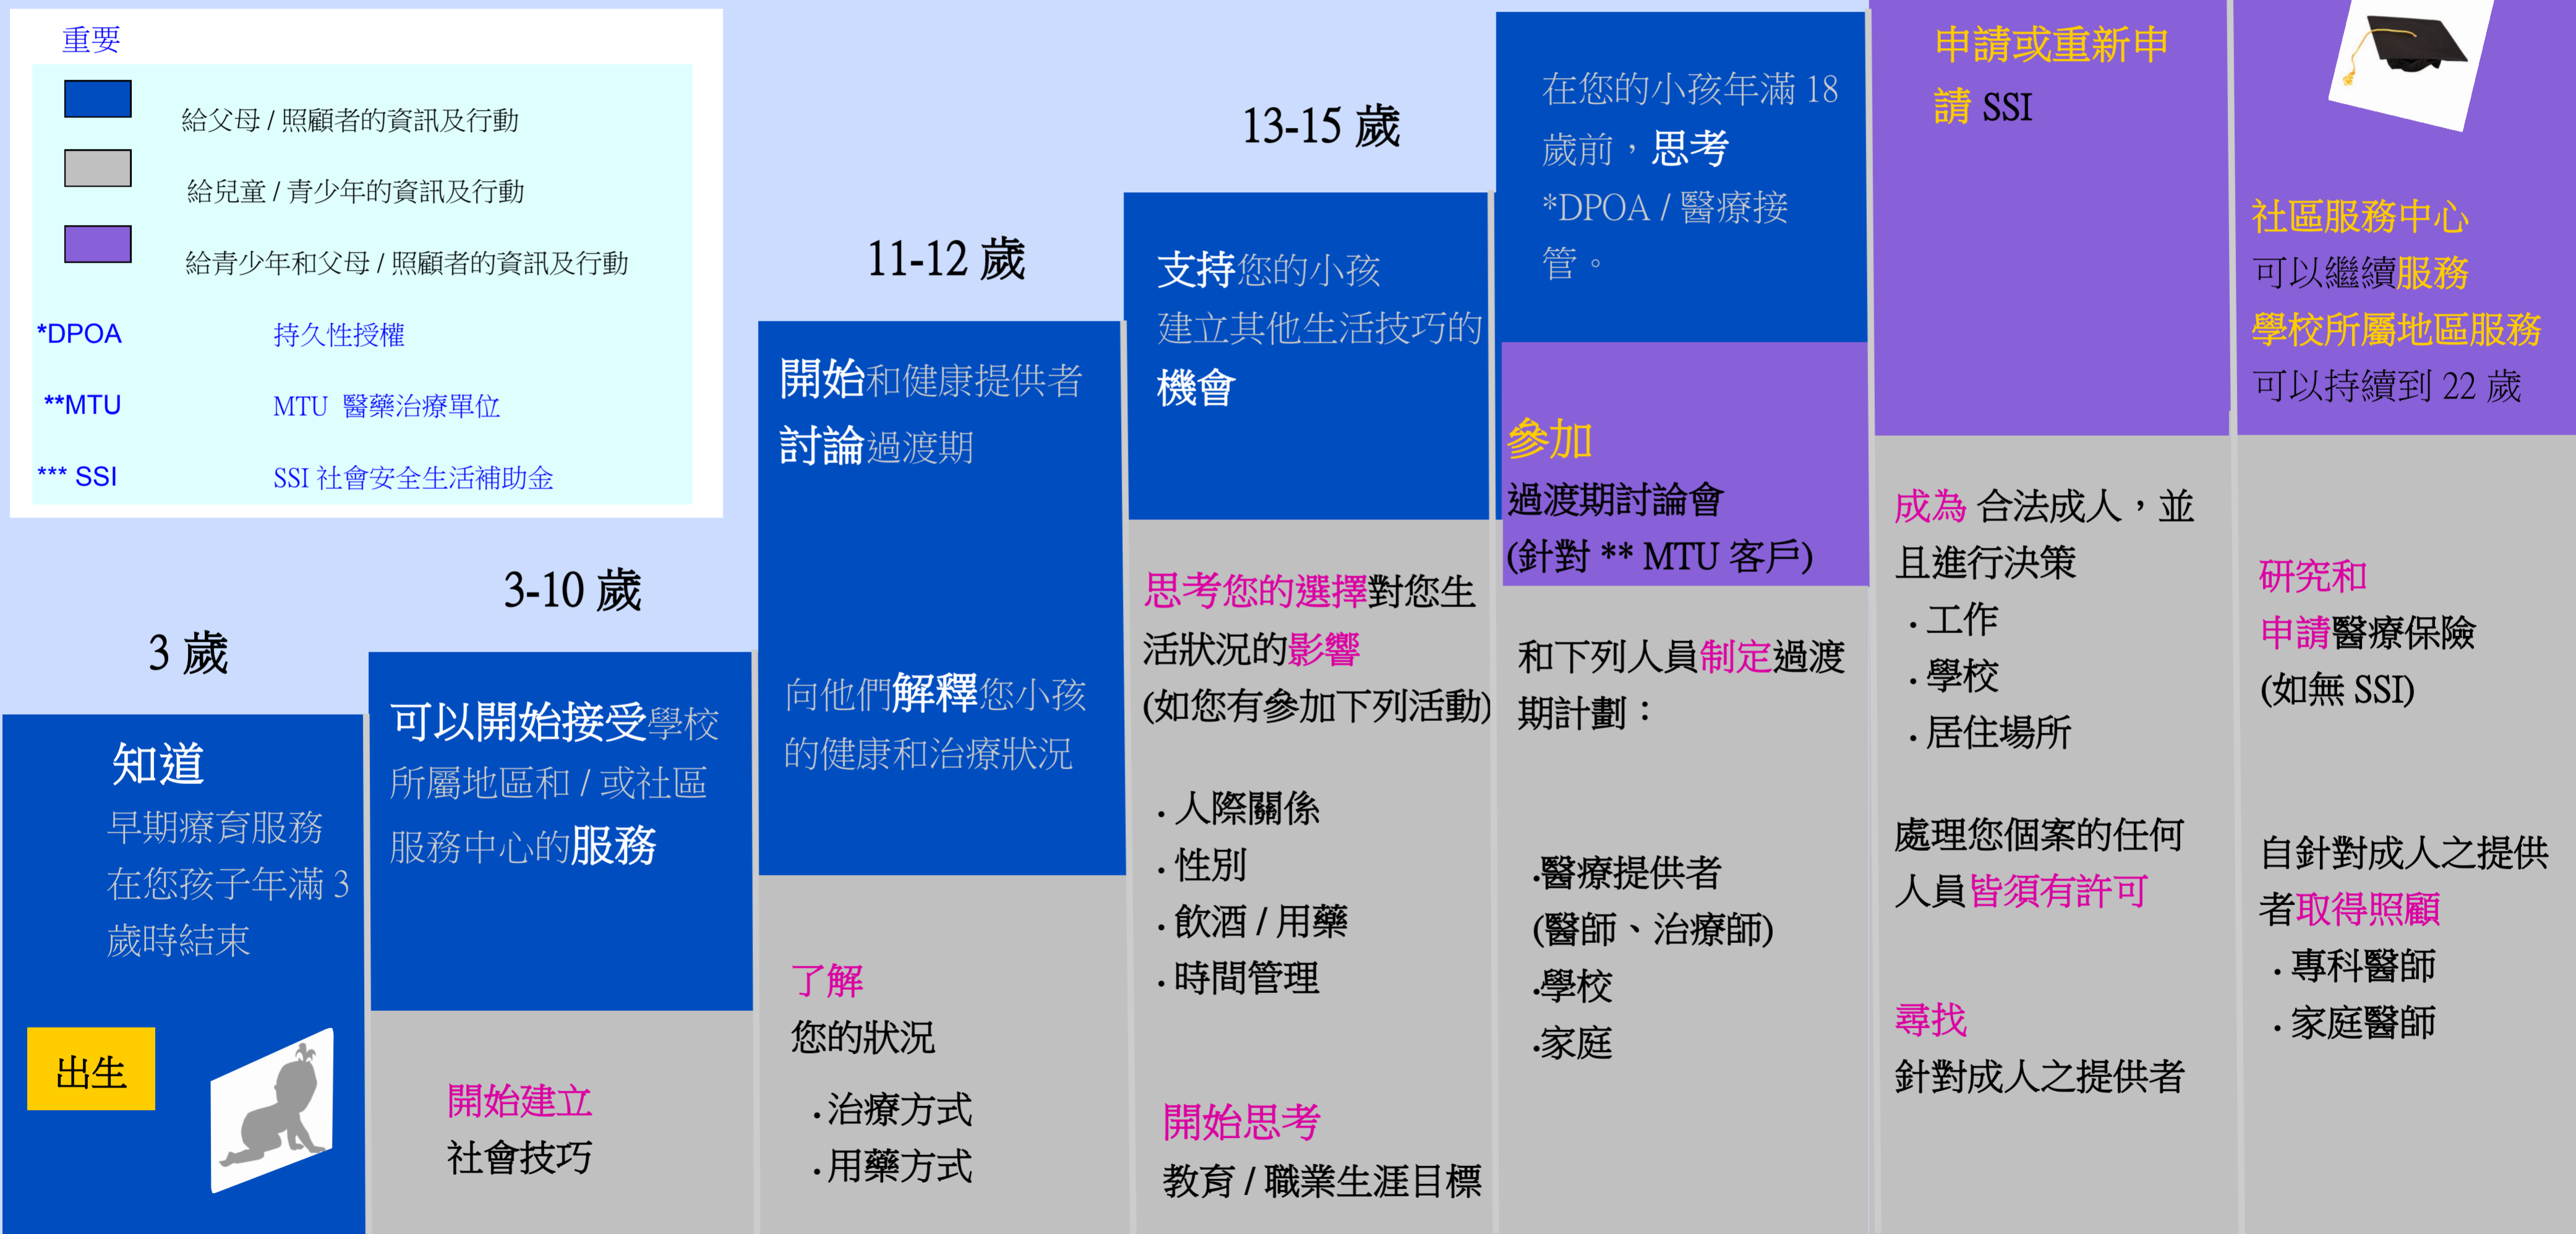 重要
給父母 / 照顧者的資訊及行動
給兒童 / 青少年的資訊及行動
給青少年和父母 / 照顧者的資訊及行動
*DPOA 持久性授權
**MTU MTU 醫藥治療單位
*** SSI SSI 社會安全生活補助金
3 歲
知道
早期療育服務
在您孩子年滿 3
歲時結束
出生
3-10 歲
可以開始接受學校
所屬地區和 / 或社區
服務中心的服務
開始建立
社會技巧
11-12 歲
開始和健康提供者
討論過渡期
向他們解釋您小孩
的健康和治療狀況
了解
您的狀況
. 治療方式
. 用藥方式
13-15 歲
支持您的小孩
建立其他生活技巧的
機會
思考您的選擇對您生
活狀況的影響
(如您有參加下列活動)
. 人際關係
. 性別
. 飲酒 / 用藥
. 時間管理
開始思考
教育 / 職業生涯目標
在您的小孩年滿 18
歲前，思考
*DPOA / 醫療接
管。
參加
過渡期討論會
(針對 ** MTU 客戶)
和下列人員制定過渡
期計劃：
.醫療提供者
(醫師、治療師)
.學校
.家庭
申請或重新申
請 SSI
成為 合法成人，並
且進行決策
. 工作
. 學校
. 居住場所
處理您個案的任何
人員皆須有許可
尋找
針對成人之提供者
社區服務中心
可以繼續服務
學校所屬地區服務
可以持續到 22 歲
研究和
申請醫療保險
(如無 SSI)
自針對成人之提供
者取得照顧
. 專科醫師
. 家庭醫師